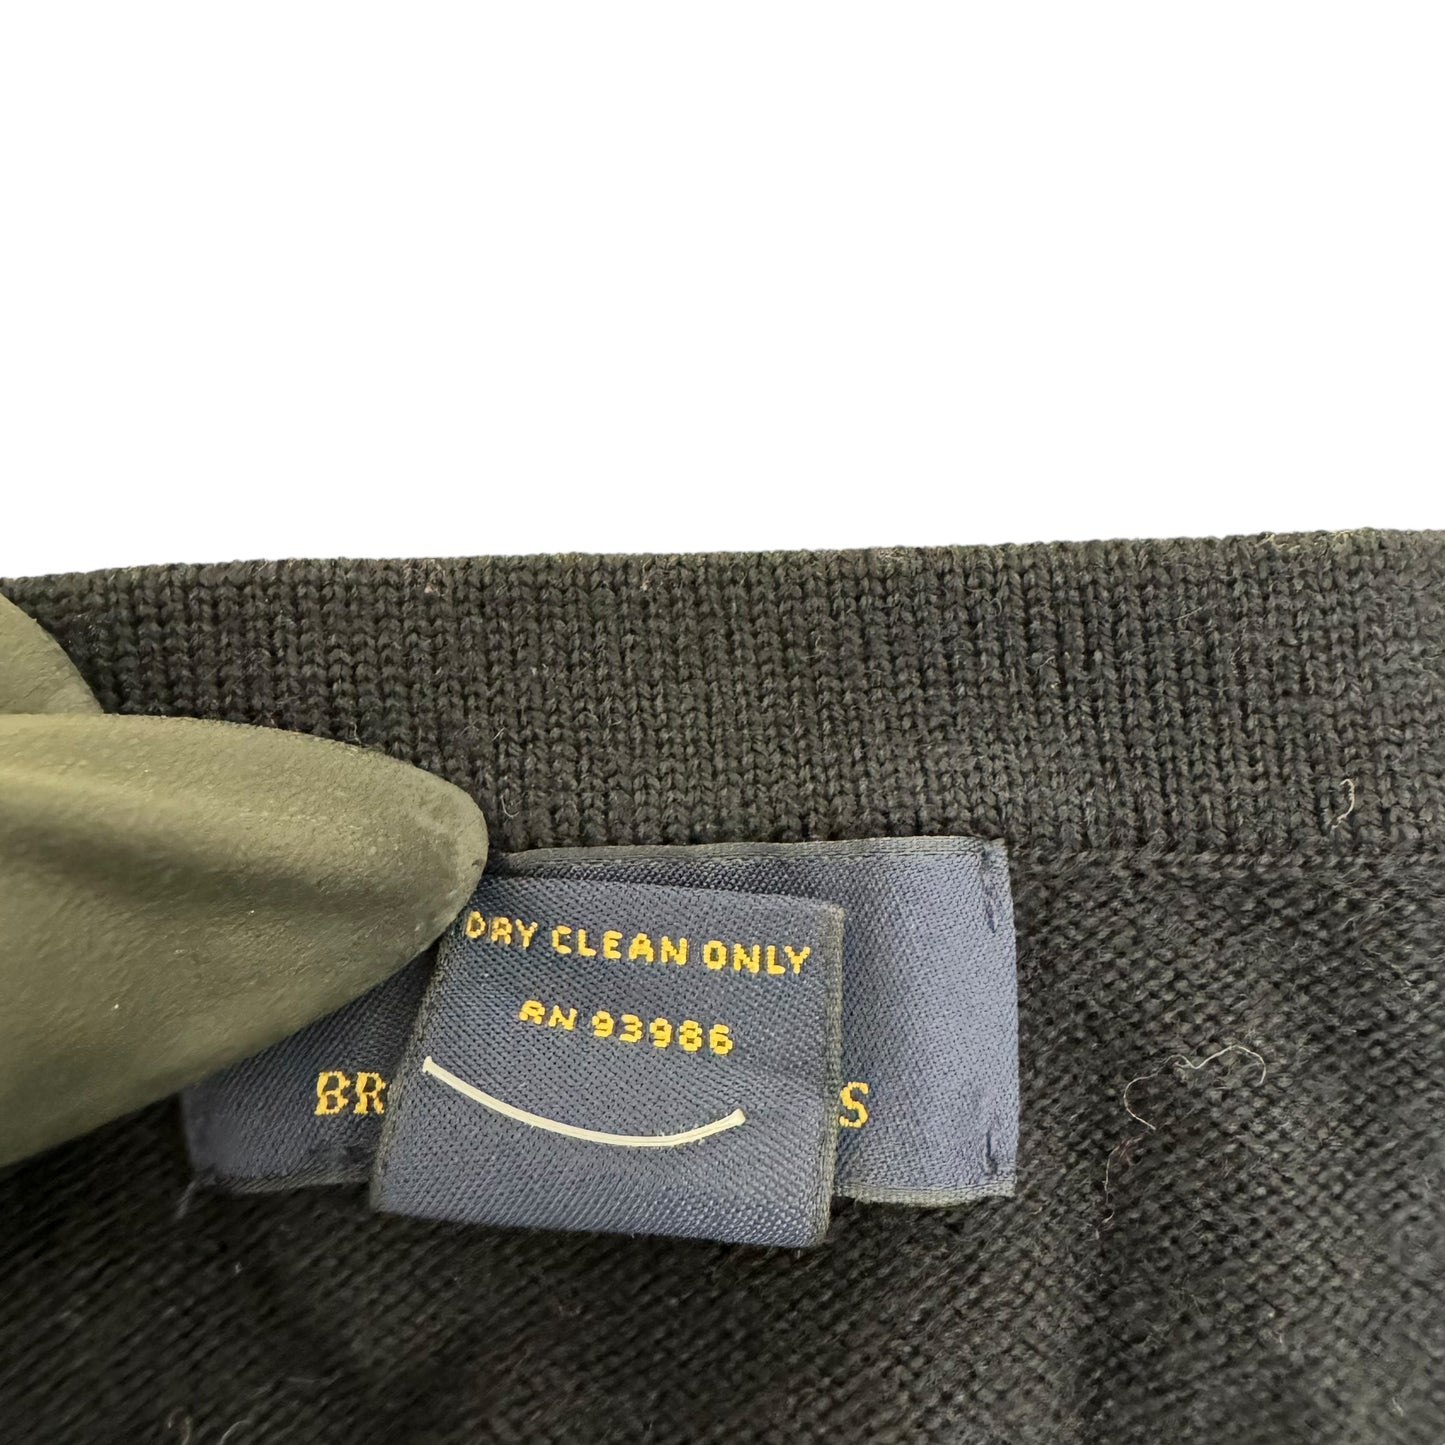 DRY CLEAN ONLY
RN 93986
BR S